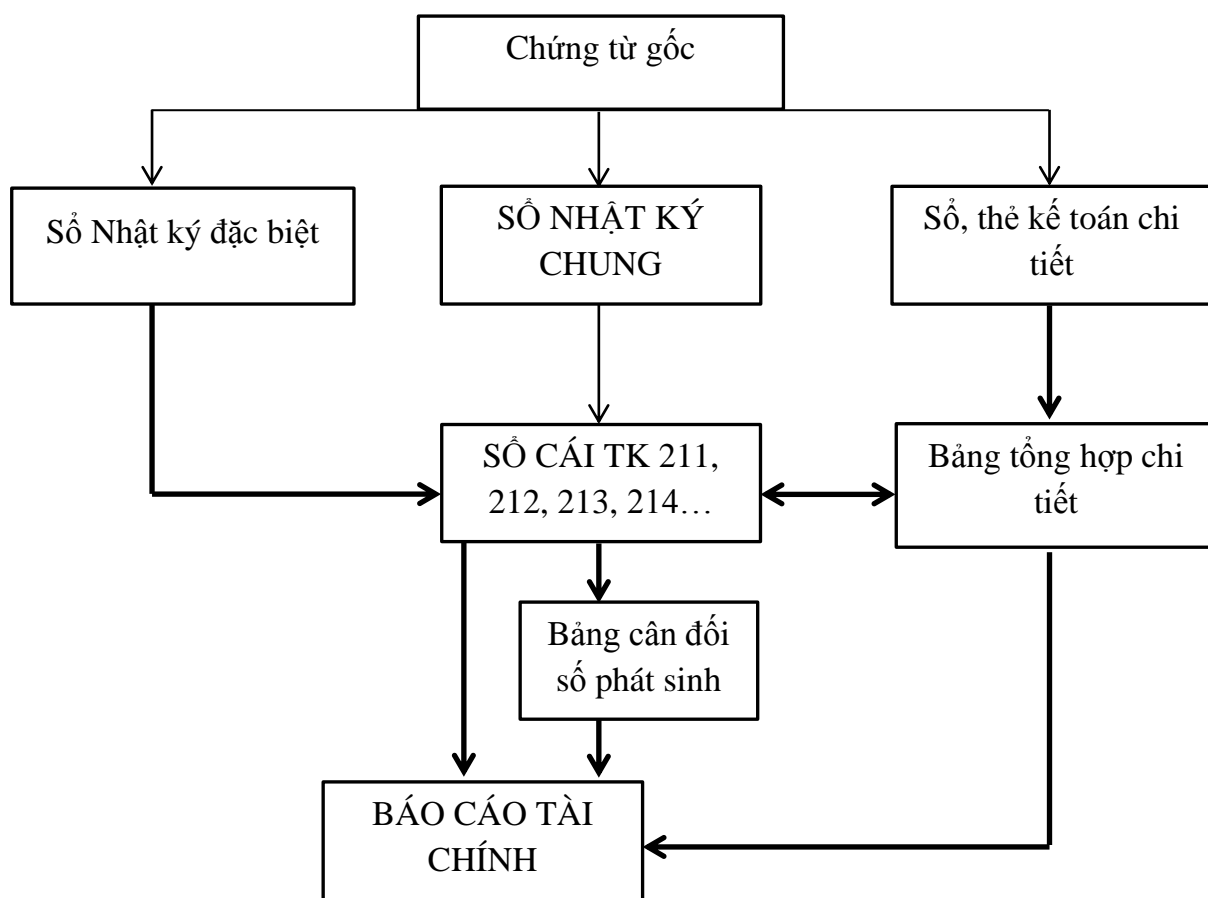 Chứng từ gốc
Sổ Nhật ký đặc biệt
SỔ NHẬT KÝ
CHUNG
Sổ, thẻ kế toán chi
tiết
SỔ CÁI TK 211,
212, 213, 214…
Bảng tổng hợp chi
tiết
Bảng cân đối
số phát sinh
BÁO CÁO TÀI
CHÍNH